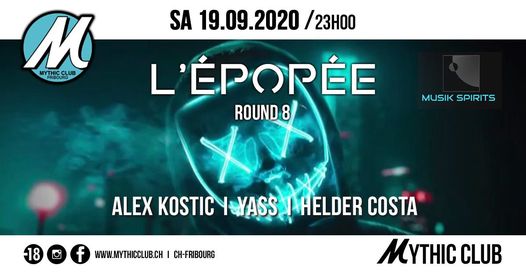 SA 19.09.2020 / 23H00
M
MYTHIC CLUB
FRIBOURG
L'ÉPOPÉE
ROUND 8
MUSIK SPIRITS
ALEX KOSTIC | YASS | HELDER COSTA
-18 f WWW.MYTHICCLUB.CH | CH-FRIBOURG
MYTHIC CLUB